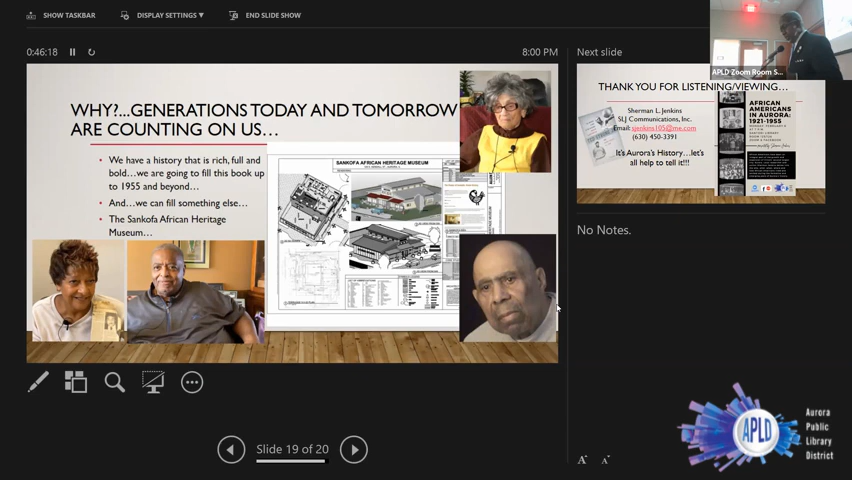 SHOW TASKBAR
DISPLAY SETTINGS ▼
END SLIDE SHOW
0:46:18
8:00 PM
WHY?...GENERATIONS TODAY AND TOMORROW
ARE COUNTING ON US...
• We have a history that is rich, full and
bold...we are going to fill this book up
to 1955 and beyond...
• And...we can fill something else...
• The Sankofa African Heritage
Museum...
SANKOFA AFRICAN HERITAGE MUSEUM
Next slide
APLD Zoom Room S...
THANK YOU FOR LISTENING/VIEWING...
Sherman L. Jenkins
SLJ Communications, Inc.
Email: sjenkins105@me.com
(630) 450-3391
It's Aurora's History...let's
all help to tell it!!!
AFRICAN
AMERICANS
IN AURORA:
1921-1955
No Notes.
Slide 19 of 20
A
A
APLD
Aurora
Public
Library
District